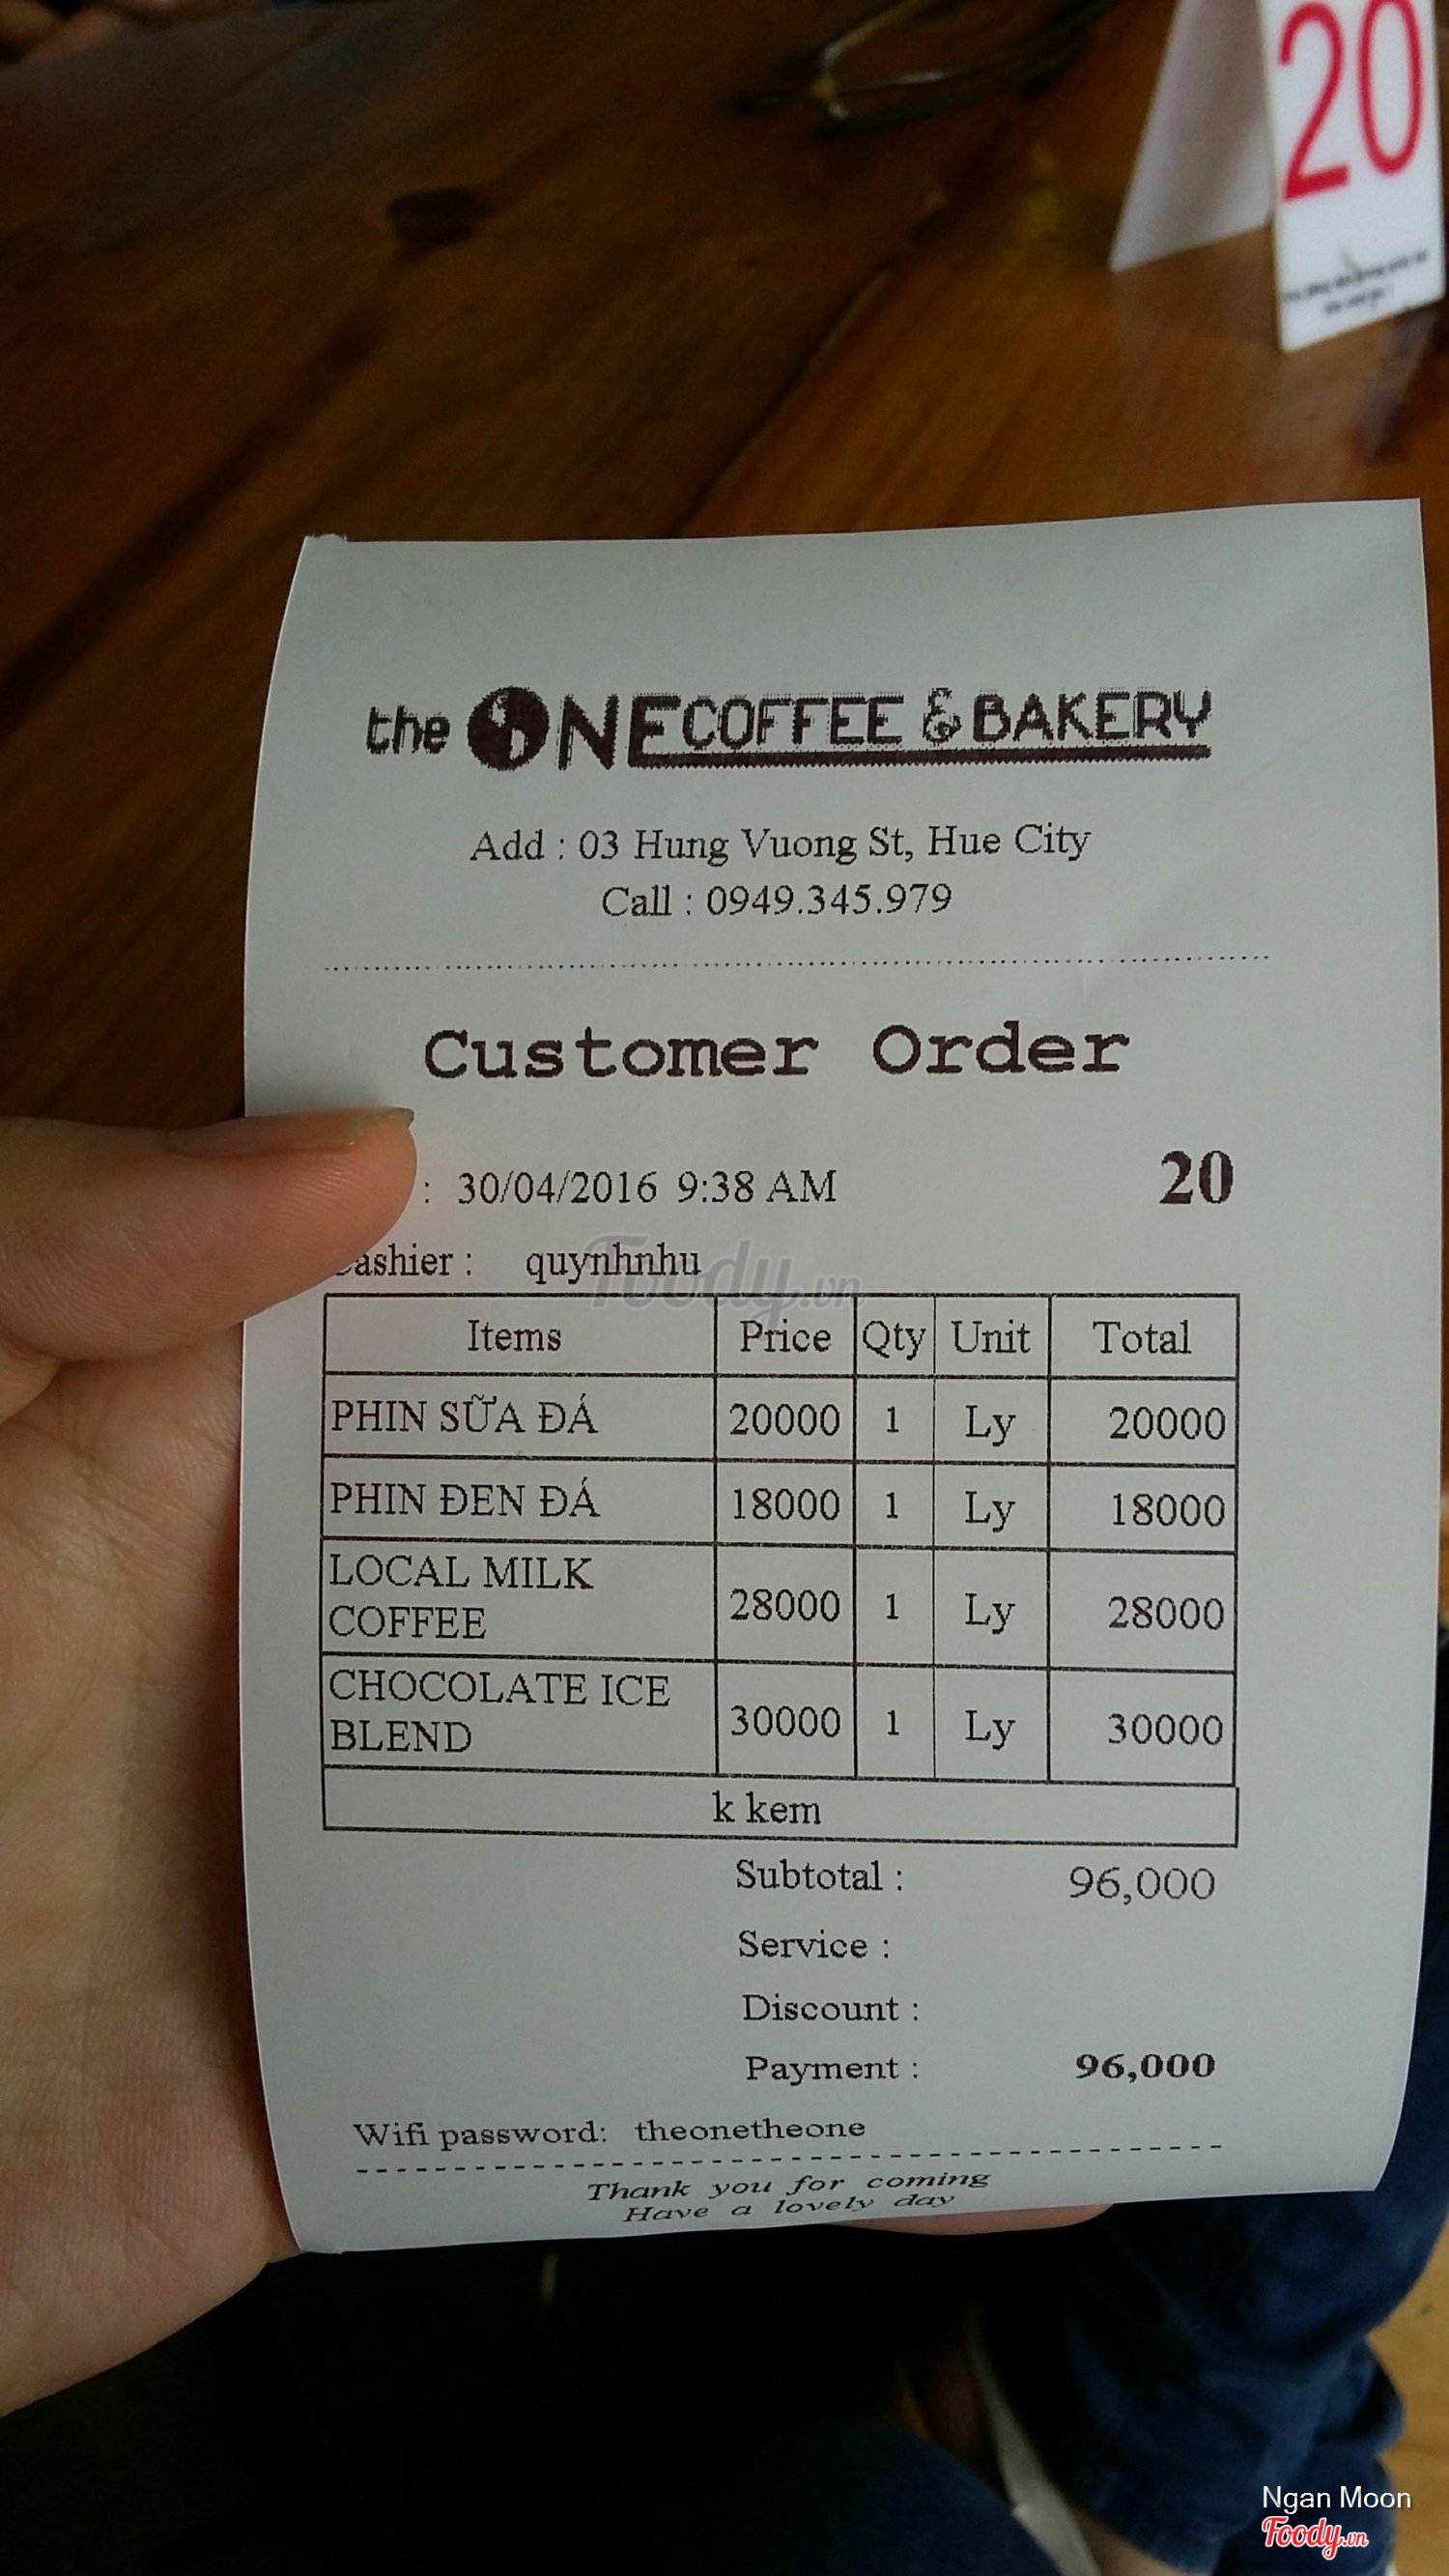 20
the ONE COFFEE & BAKERY
Add : 03 Hung Vuong St, Hue City
Call : 0949.345.979
Customer Order
: 30/04/2016 9:38 AM 20
ashier : quynhnhu
Foody.vn
Items Price Qty Unit Total
PHIN SỮA ĐÁ 20000 1 Ly 20000
PHIN ĐEN ĐÁ 18000 1 Ly 18000
LOCAL MILK
COFFEE 28000 1 Ly 28000
CHOCOLATE ICE
BLEND 30000 1 Ly 30000
k kem
Subtotal : 96,000
Service :
Discount :
Payment : 96,000
Wifi password: theonetheone
Thank you for coming
Have a lovely day
Ngan Moon
Foody.vn